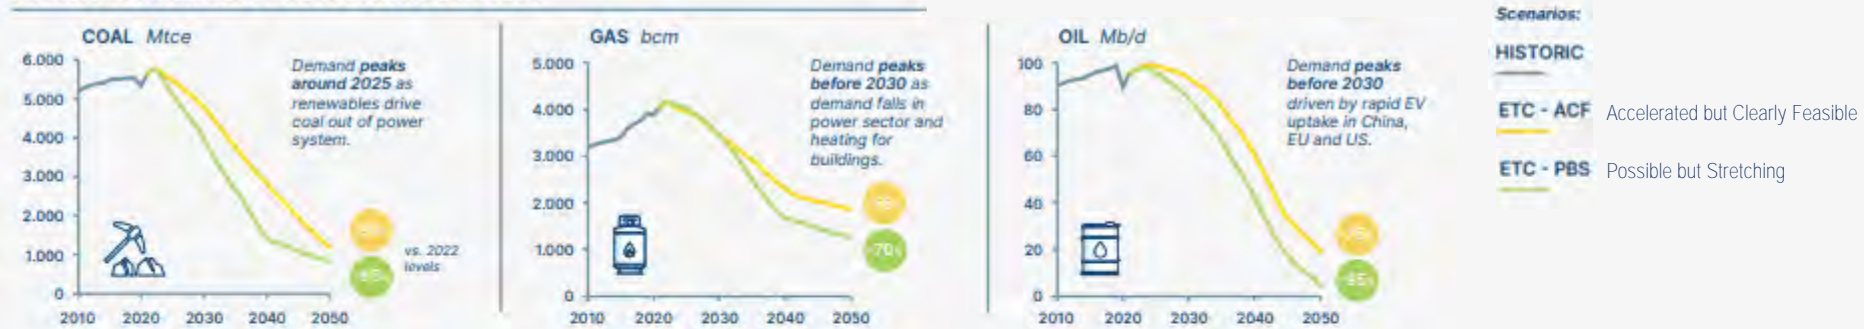 COAL Mtce
6.000
5.000
4.000
3.000
2.000
1.000
0
2010 2020 2030 2040 2050
Demand peaks
around 2025 as
renewables drive
coal out of power
system.
vs. 2022
levels
GAS bcm
5.000
4.000
3.000
2.000
1.000
0
2010 2020 2030 2040 2050
Demand peaks
before 2030 as
demand falls in
power sector and
heating for
buildings.
-70%
OIL Mb/d
100
80
60
40
20
0
2010 2020 2030 2040 2050
Demand peaks
before 2030
driven by rapid EV
uptake in China,
EU and US.
Scenarios:
HISTORIC
ETC - ACF Accelerated but Clearly Feasible
ETC - PBS Possible but Stretching